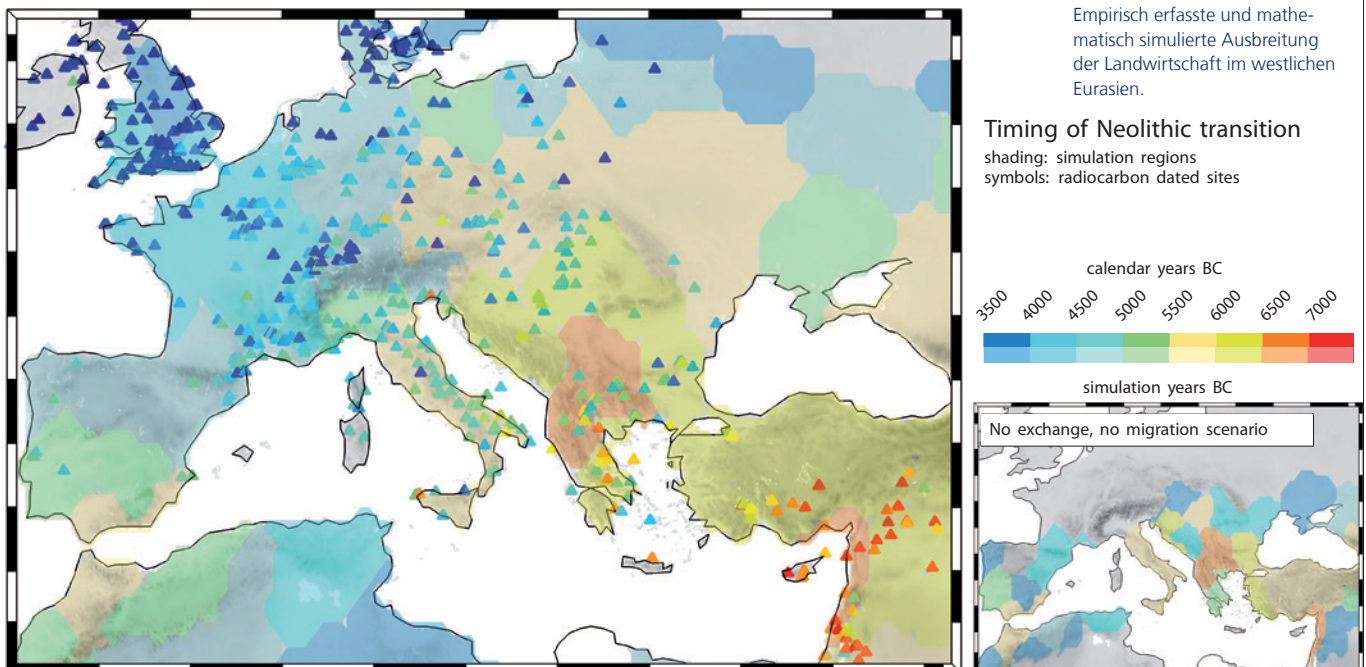 Empirisch erfasste und mathe-
matisch simulierte Ausbreitung
der Landwirtschaft im westlichen
Eurasien.
Timing of Neolithic transition
shading: simulation regions
symbols: radiocarbon dated sites
calendar years BC
3500 4000 4500 5000 5500 6000 6500 7000
simulation years BC
No exchange, no migration scenario